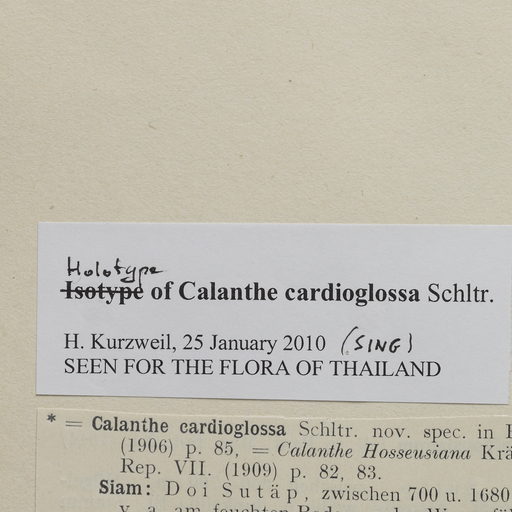 Holotype
Isotype of Calanthe cardioglossa Schltr.
H. Kurzweil, 25 January 2010 (SING)
SEEN FOR THE FLORA OF THAILAND
* = Calanthe cardioglossa Schltr. nov. spec. in
(1906) p. 85, = Calanthe Hosseusiana Krä
Rep. VII. (1909) p. 82, 83.
Siam: Doi Sutäp, zwischen 700 u. 1680